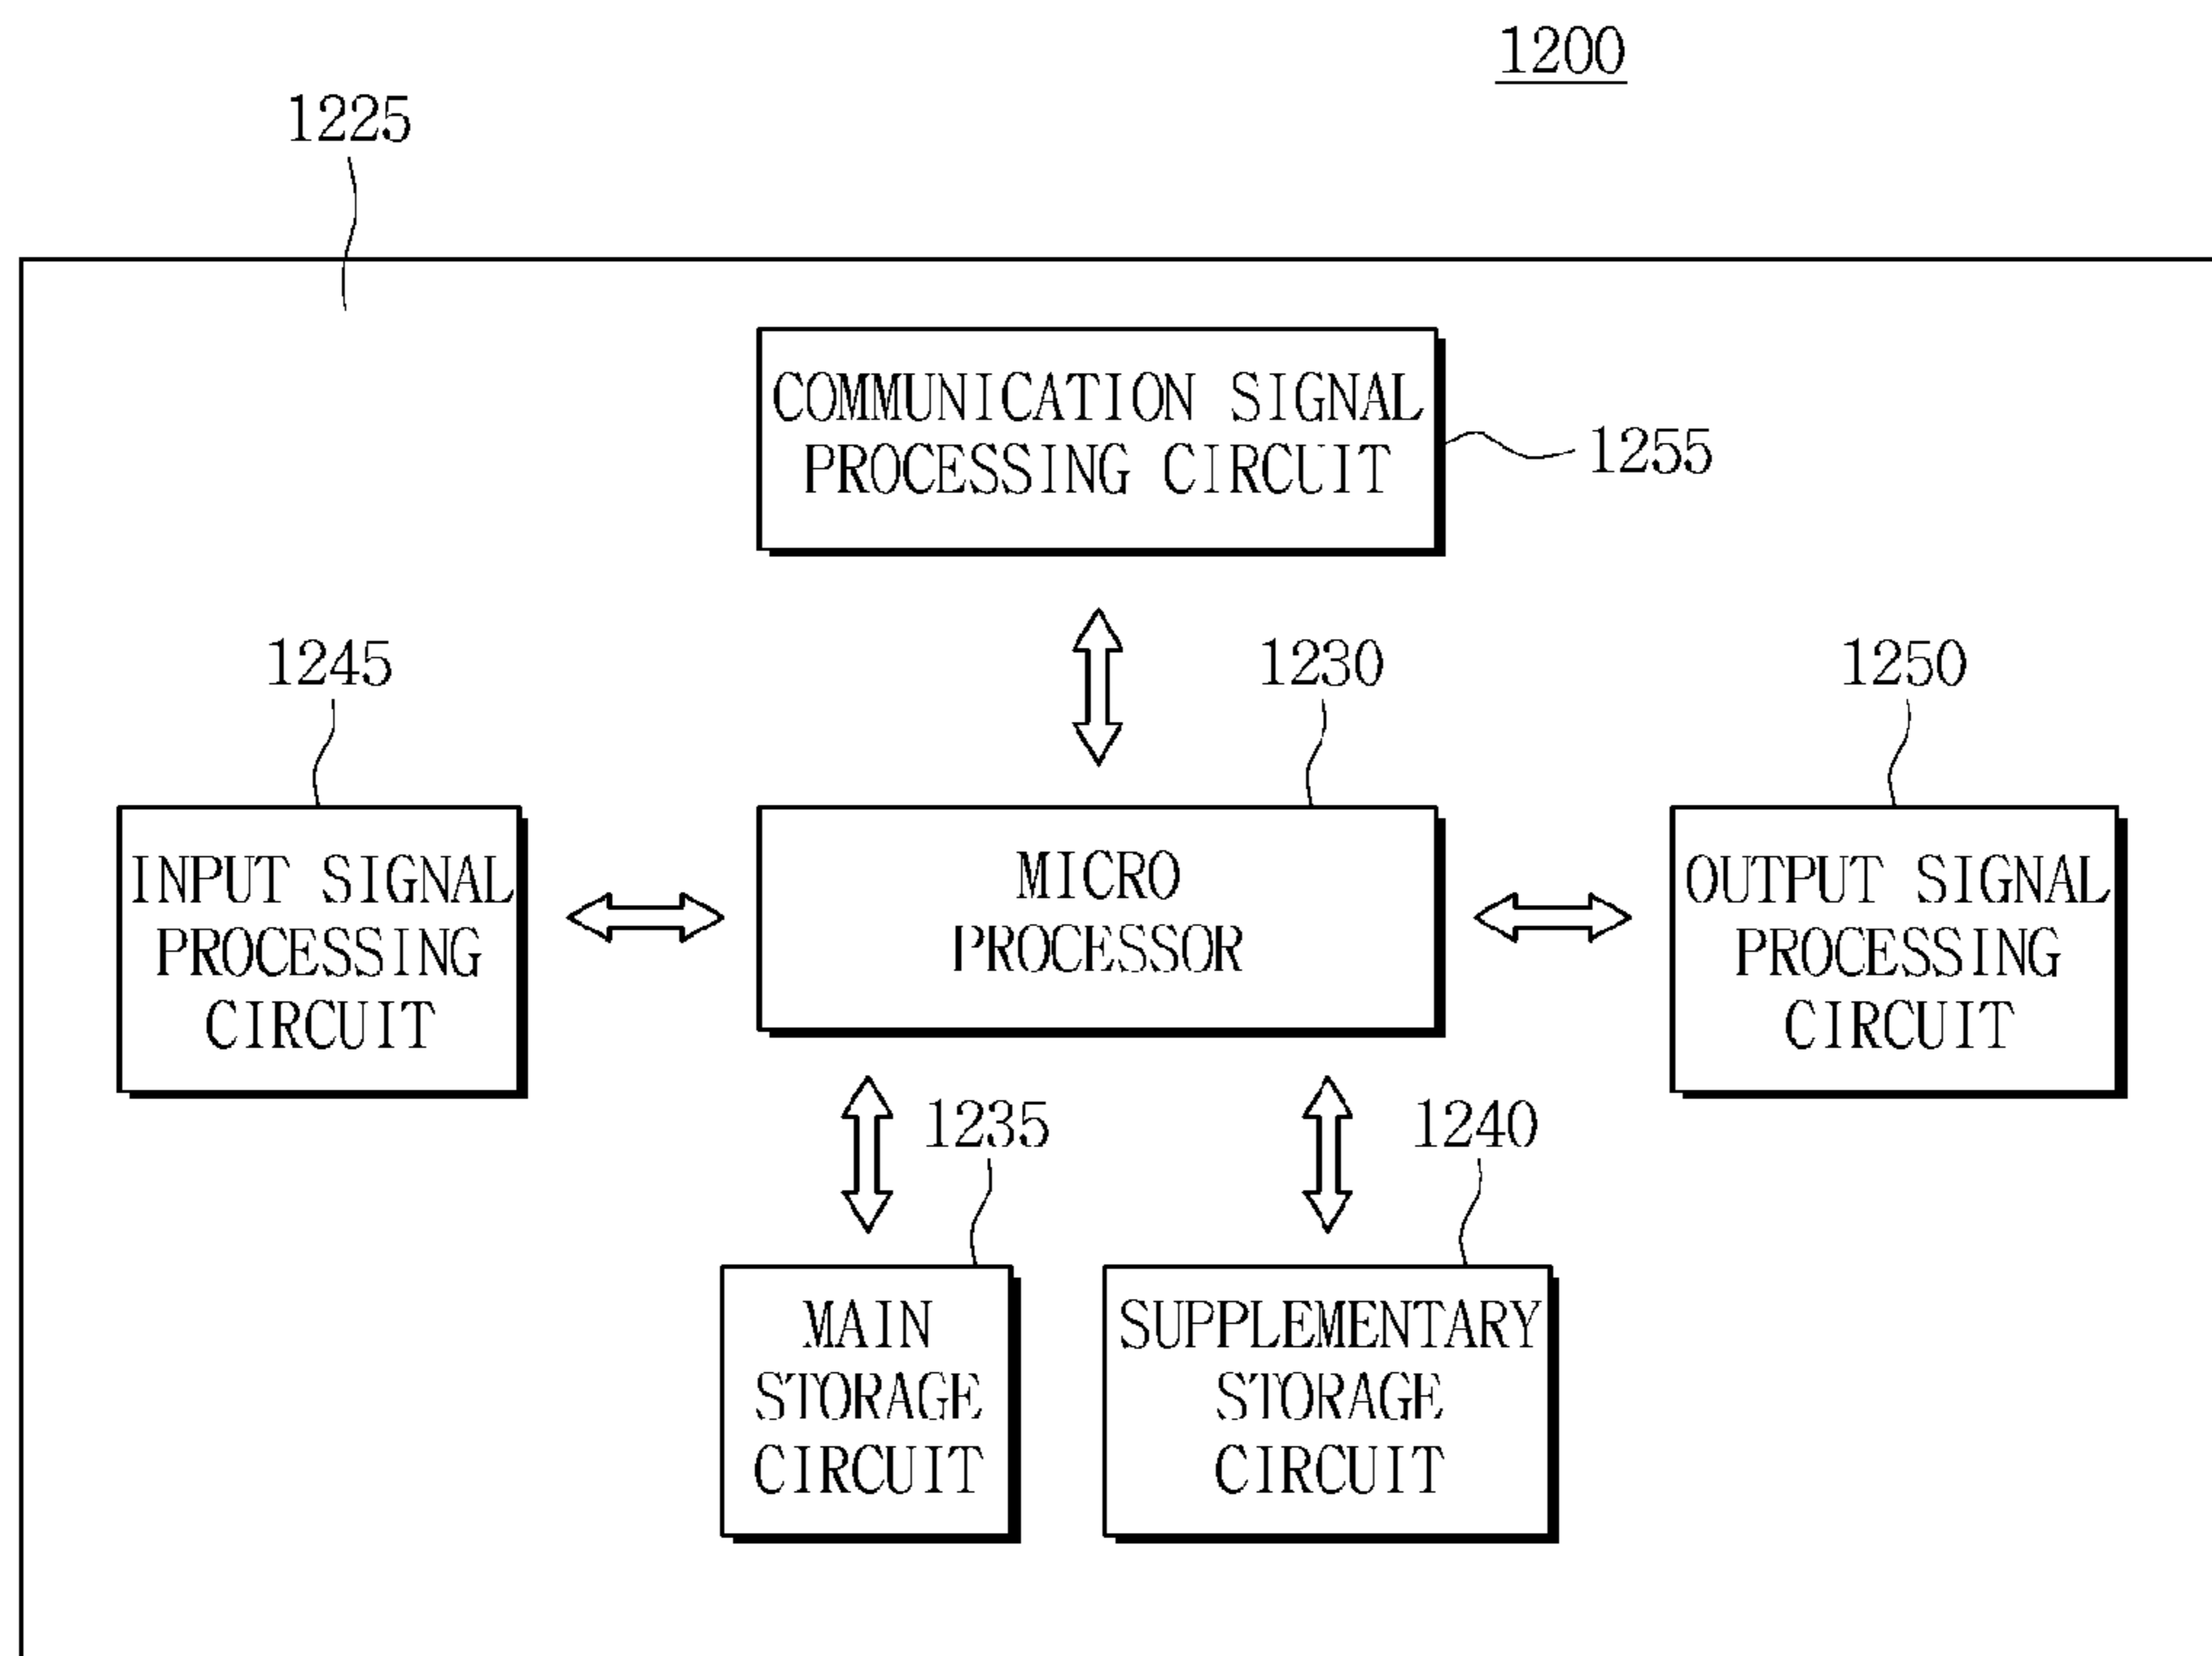 1200
1225
COMMUNICATION SIGNAL
PROCESSING CIRCUIT
1255
1245
1230
1250
INPUT SIGNAL
PROCESSING
CIRCUIT
MICRO
PROCESSOR
OUTPUT SIGNAL
PROCESSING
CIRCUIT
1235
1240
MAIN
STORAGE
CIRCUIT
SUPPLEMENTARY
STORAGE
CIRCUIT